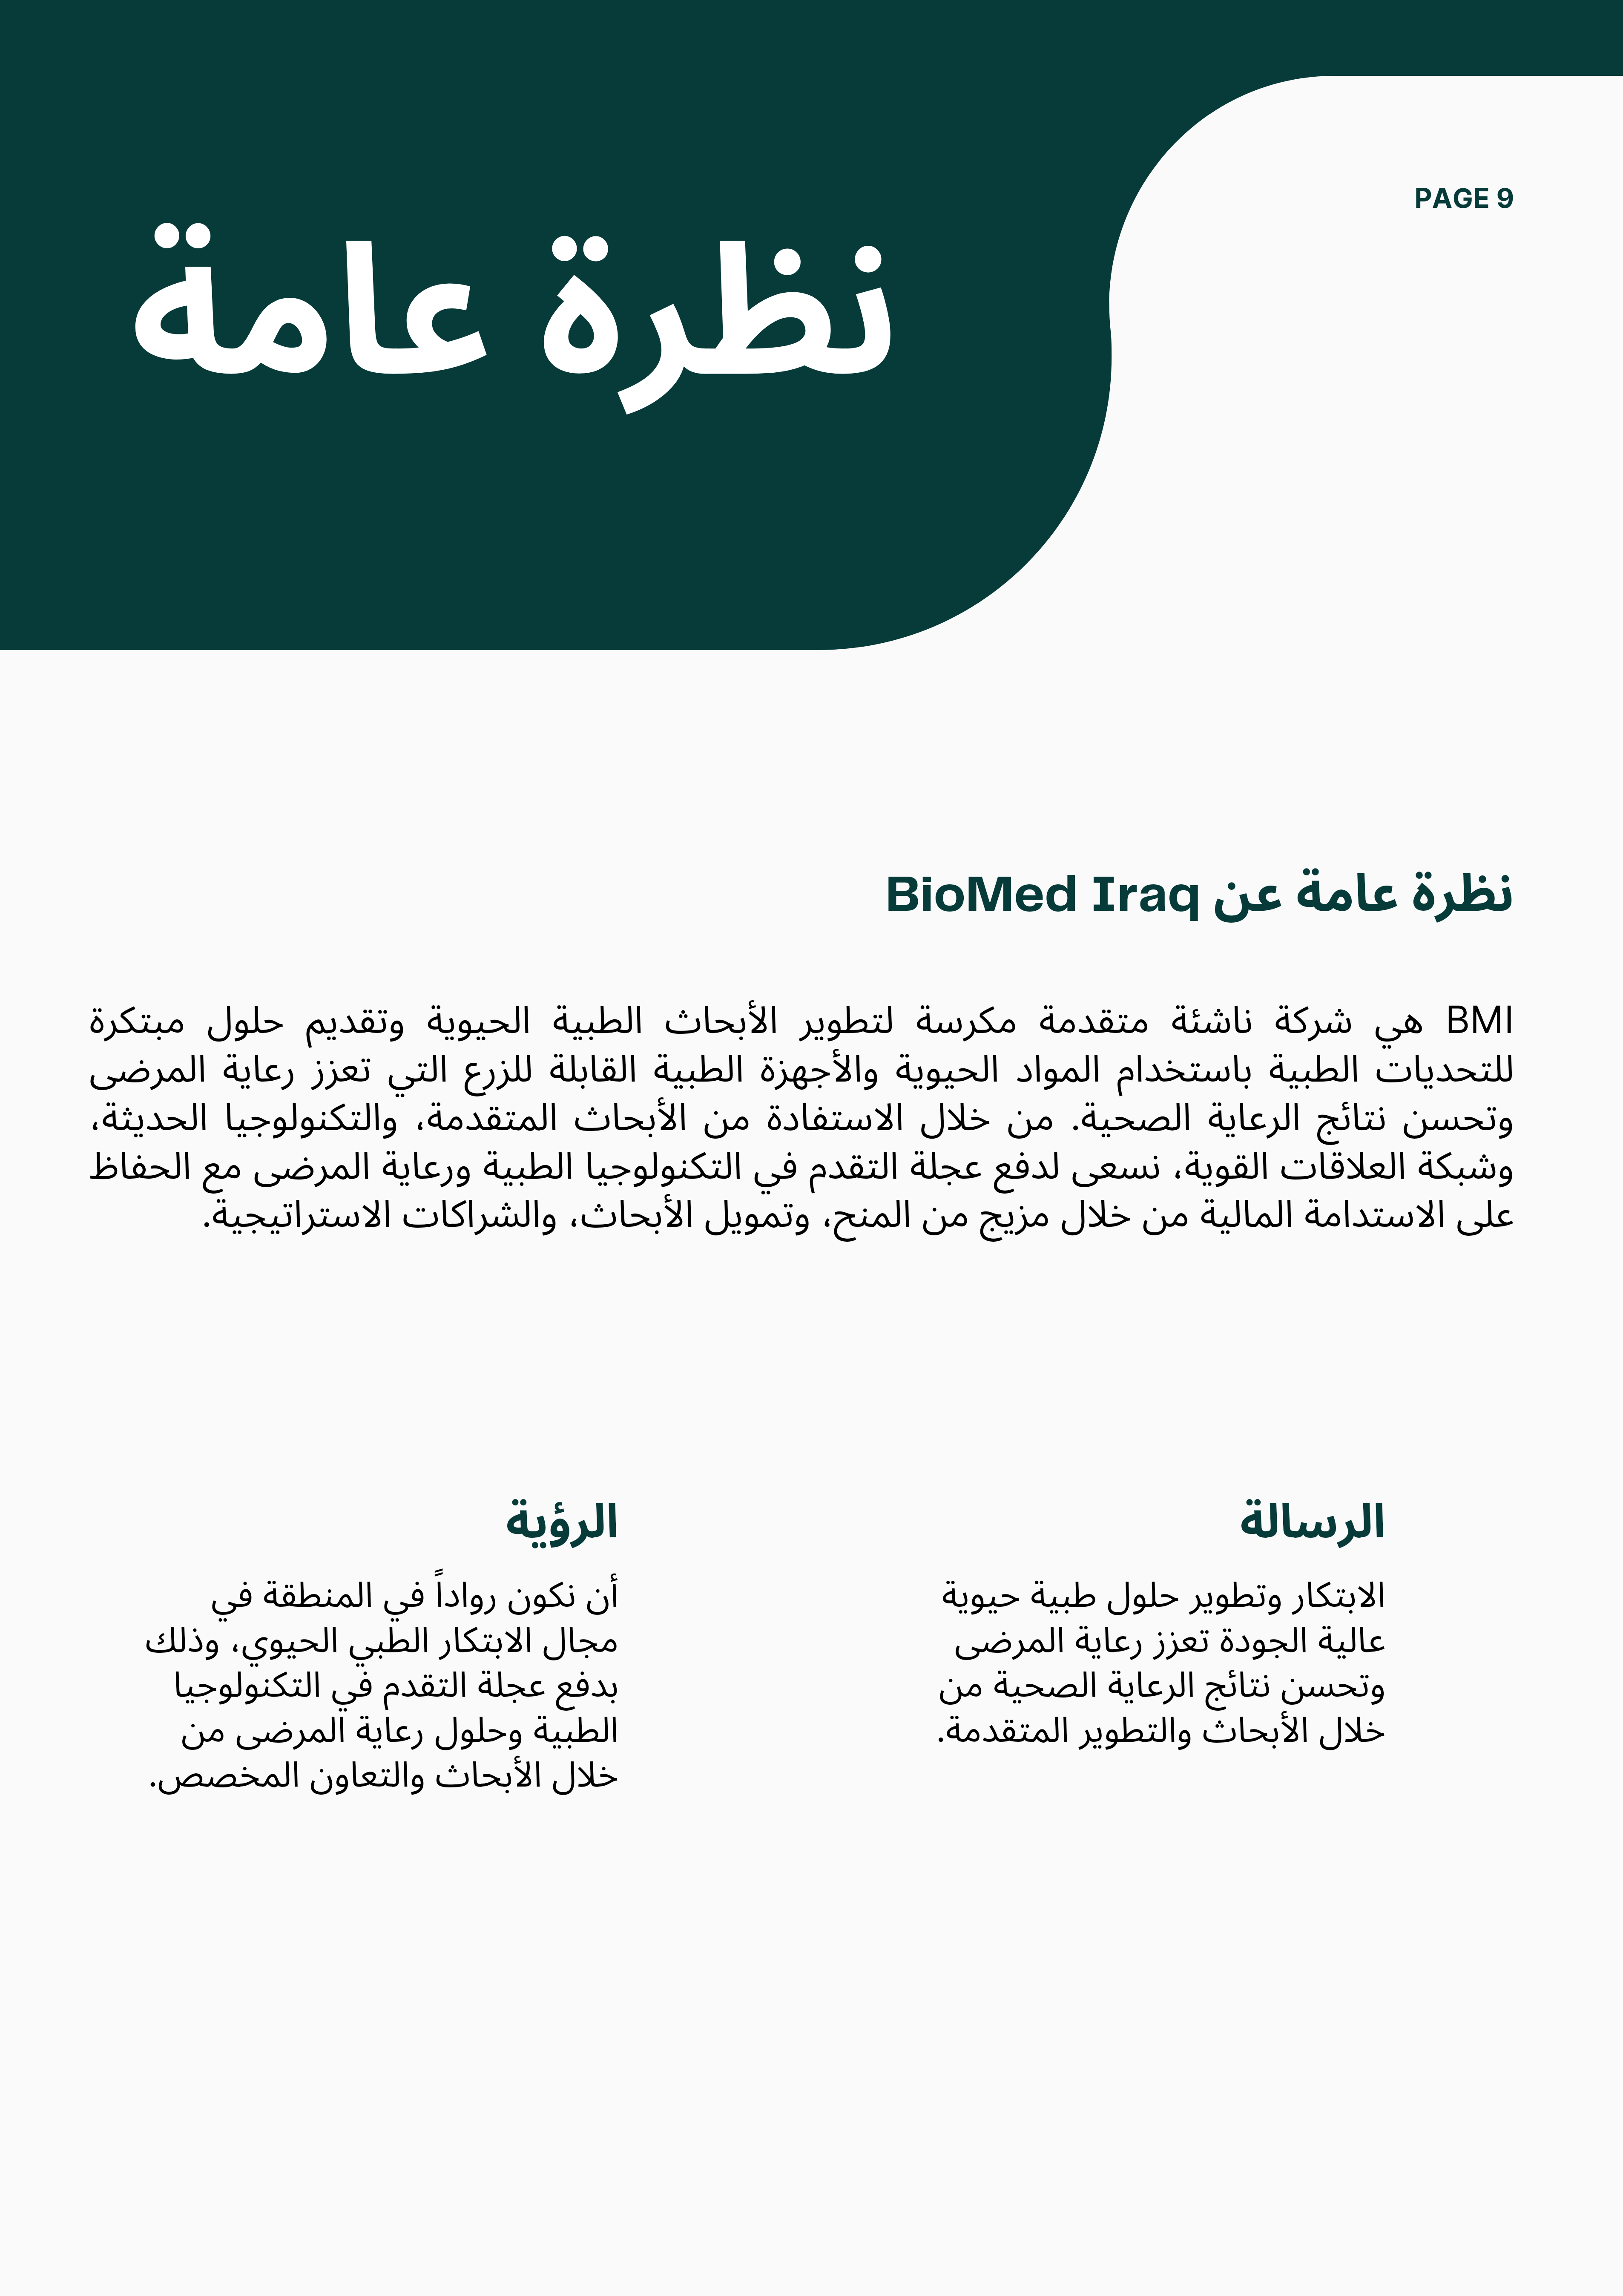 PAGE 9
نظرة عامة
نظرة عامة عن BioMed Iraq
BMI هي شركة ناشئة متقدمة مكرسة لتطوير الأبحاث الطبية الحيوية وتقديم حلول مبتكرة
للتحديات الطبية باستخدام المواد الحيوية والأجهزة الطبية القابلة للزرع التي تعزز رعاية المرضى
وتحسن نتائج الرعاية الصحية. من خلال الاستفادة من الأبحاث المتقدمة، والتكنولوجيا الحديثة،
وشبكة العلاقات القوية، نسعى لدفع عجلة التقدم في التكنولوجيا الطبية ورعاية المرضى مع الحفاظ
على الاستدامة المالية من خلال مزيج من المنح، وتمويل الأبحاث، والشراكات الاستراتيجية.
الرسالة
الابتكار وتطوير حلول طبية حيوية
عالية الجودة تعزز رعاية المرضى
وتحسن نتائج الرعاية الصحية من
خلال الأبحاث والتطوير المتقدمة.
الرؤية
أن نكون رواداً في المنطقة في
مجال الابتكار الطبي الحيوي، وذلك
بدفع عجلة التقدم في التكنولوجيا
الطبية وحلول رعاية المرضى من
خلال الأبحاث والتعاون المخصص.